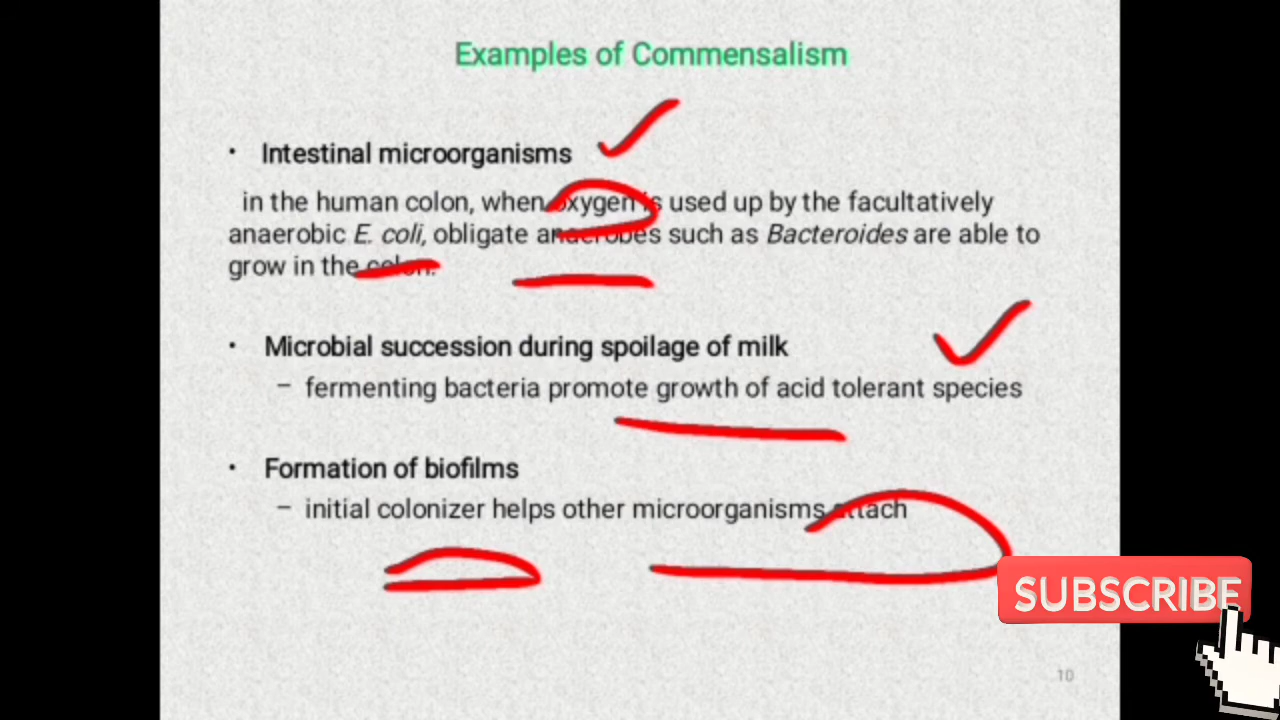 Examples of Commensalism
• Intestinal microorganisms
in the human colon, when oxygen is used up by the facultatively
anaerobic E. coli, obligate anaerobes such as Bacteroides are able to
grow in the colon.
• Microbial succession during spoilage of milk
– fermenting bacteria promote growth of acid tolerant species
• Formation of biofilms
– initial colonizer helps other microorganisms attach
SUBSCRIBE
10